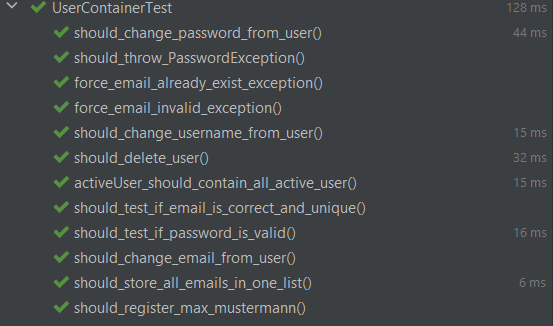 UserContainerTest 128 ms
should_change_password_from_user() 44 ms
should_throw_PasswordException()
force_email_already_exist_exception()
force_email_invalid_exception()
should_change_username_from_user() 15 ms
should_delete_user() 32 ms
activeUser_should_contain_all_active_user() 15 ms
should_test_if_email_is_correct_and_unique()
should_test_if_password_is_valid() 16 ms
should_change_email_from_user()
should_store_all_emails_in_one_list() 6 ms
should_register_max_mustermann()